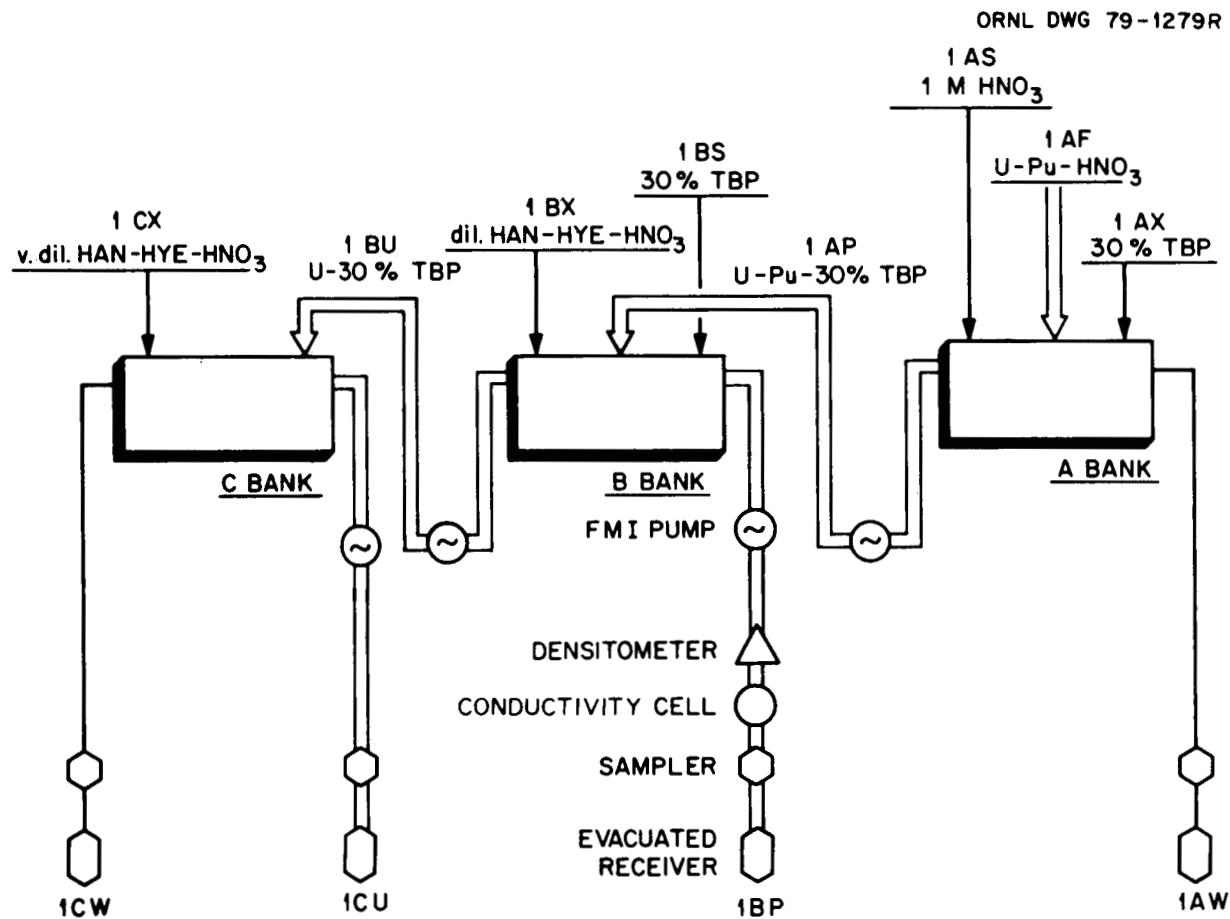 ORNL DWG 79-1279R
1 AS
1 M HNO3
1 AF
U-Pu-HNO3
1 AX
30% TBP
1 BS
30% TBP
1 BX
dil. HAN-HYE-HNO3
1 AP
U-Pu-30% TBP
1 CX
v. dil. HAN-HYE-HNO3
1 BU
U-30% TBP
C BANK
B BANK
A BANK
FMI PUMP
~
~
~
~
DENSITOMETER
CONDUCTIVITY CELL
SAMPLER
EVACUATED
RECEIVER
1CW
1CU
1BP
1AW